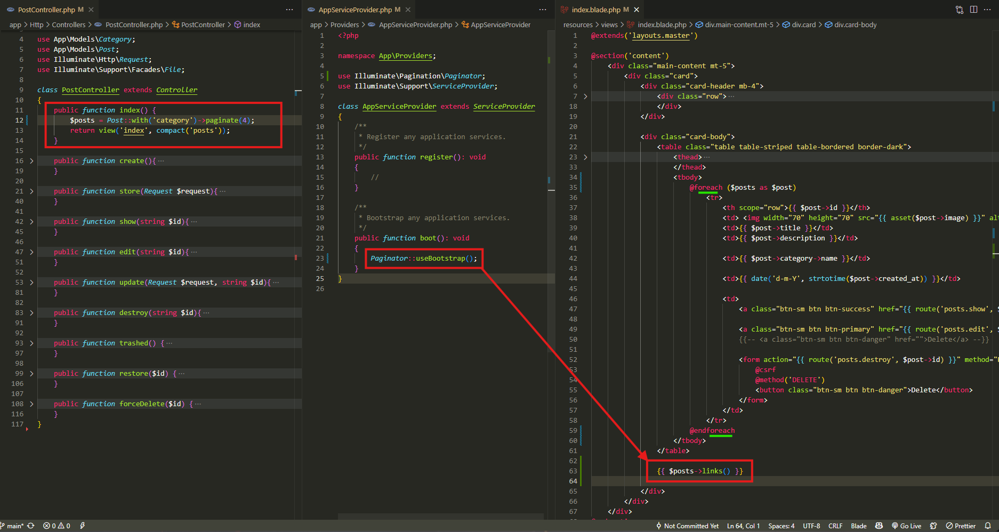 PostController.php M
app > Http > Controllers > PostController.php > PostController > index
4 use App\Models\Category;
5 use App\Models\Post;
6 use Illuminate\Http\Request;
7 use Illuminate\Support\Facades\File;
8
9 class PostController extends Controller
10 {
11 public function index() {
12 $posts = Post::with('category')->paginate(4);
13 return view('index', compact('posts'));
14 }
15
16 public function create(){ ···
19 }
20
21 public function store(Request $request){ ···
40 }
41
42 public function show(string $id){ ···
45 }
46
47 public function edit(string $id){ ···
51 }
52
53 public function update(Request $request, string $id){ ···
81 }
82
83 public function destroy(string $id){ ···
91 }
92
93 public function trashed() { ···
97 }
98
99 public function restore($id) { ···
106 }
107
108 public function forceDelete($id) { ···
116 }
117 }
AppServiceProvider.php M
app > Providers > AppServiceProvider.php > AppServiceProvider
1 <?php
2
3 namespace App\Providers;
4
5 use Illuminate\Pagination\Paginator;
6 use Illuminate\Support\ServiceProvider;
7
8 class AppServiceProvider extends ServiceProvider
9 {
10 /**
11 * Register any application services.
12 */
13 public function register(): void
14 {
15 //
16 }
17
18 /**
19 * Bootstrap any application services.
20 */
21 public function boot(): void
22 {
23 Paginator::useBootstrap();
24 }
25 }
26
index.blade.php M
resources > views > index.blade.php > div.main-content.mt-5 > div.card > div.card-body
1 @extends('layouts.master')
2
3 @section('content')
4 <div class="main-content mt-5">
5 <div class="card">
6 <div class="card-header mb-4">
7 <div class="row"> ···
18 </div>
19 </div>
20
21 <div class="card-body">
22 <table class="table table-striped table-bordered border-dark">
23 <thead> ···
33 </thead>
34 <tbody>
35 @foreach ($posts as $post)
36 <tr>
37 <th scope="row">{{ $post->id }}</th>
38 <td> <img width="70" height="70" src="{{ asset($post->image) }}" alt
39 <td>{{ $post->title }}</td>
40 <td>{{ $post->description }}</td>
41
42 <td>{{ $post->category->name }}</td>
43
44 <td>{{ date('d-m-Y', strtotime($post->created_at)) }}</td>
45
46 <td>
47 <a class="btn-sm btn btn-success" href="{{ route('posts.show', $
48
49 <a class="btn-sm btn btn-primary" href="{{ route('posts.edit', $
50 {{-- <a class="btn-sm btn btn-danger" href="">Delete</a> --}}
51
52 <form action="{{ route('posts.destroy', $post->id) }}" method="
53 @csrf
54 @method('DELETE')
55 <button class="btn-sm btn btn-danger">Delete</button>
56 </form>
57 </td>
58 </tr>
59 @endforeach
60 </tbody>
61 </table>
62
63 {{ $posts->links() }}
64
65 </div>
66 </div>
67 </div>
main* 0 0 Not Committed Yet Ln 64, Col 1 Spaces: 4 UTF-8 CRLF Blade Go Live Prettier